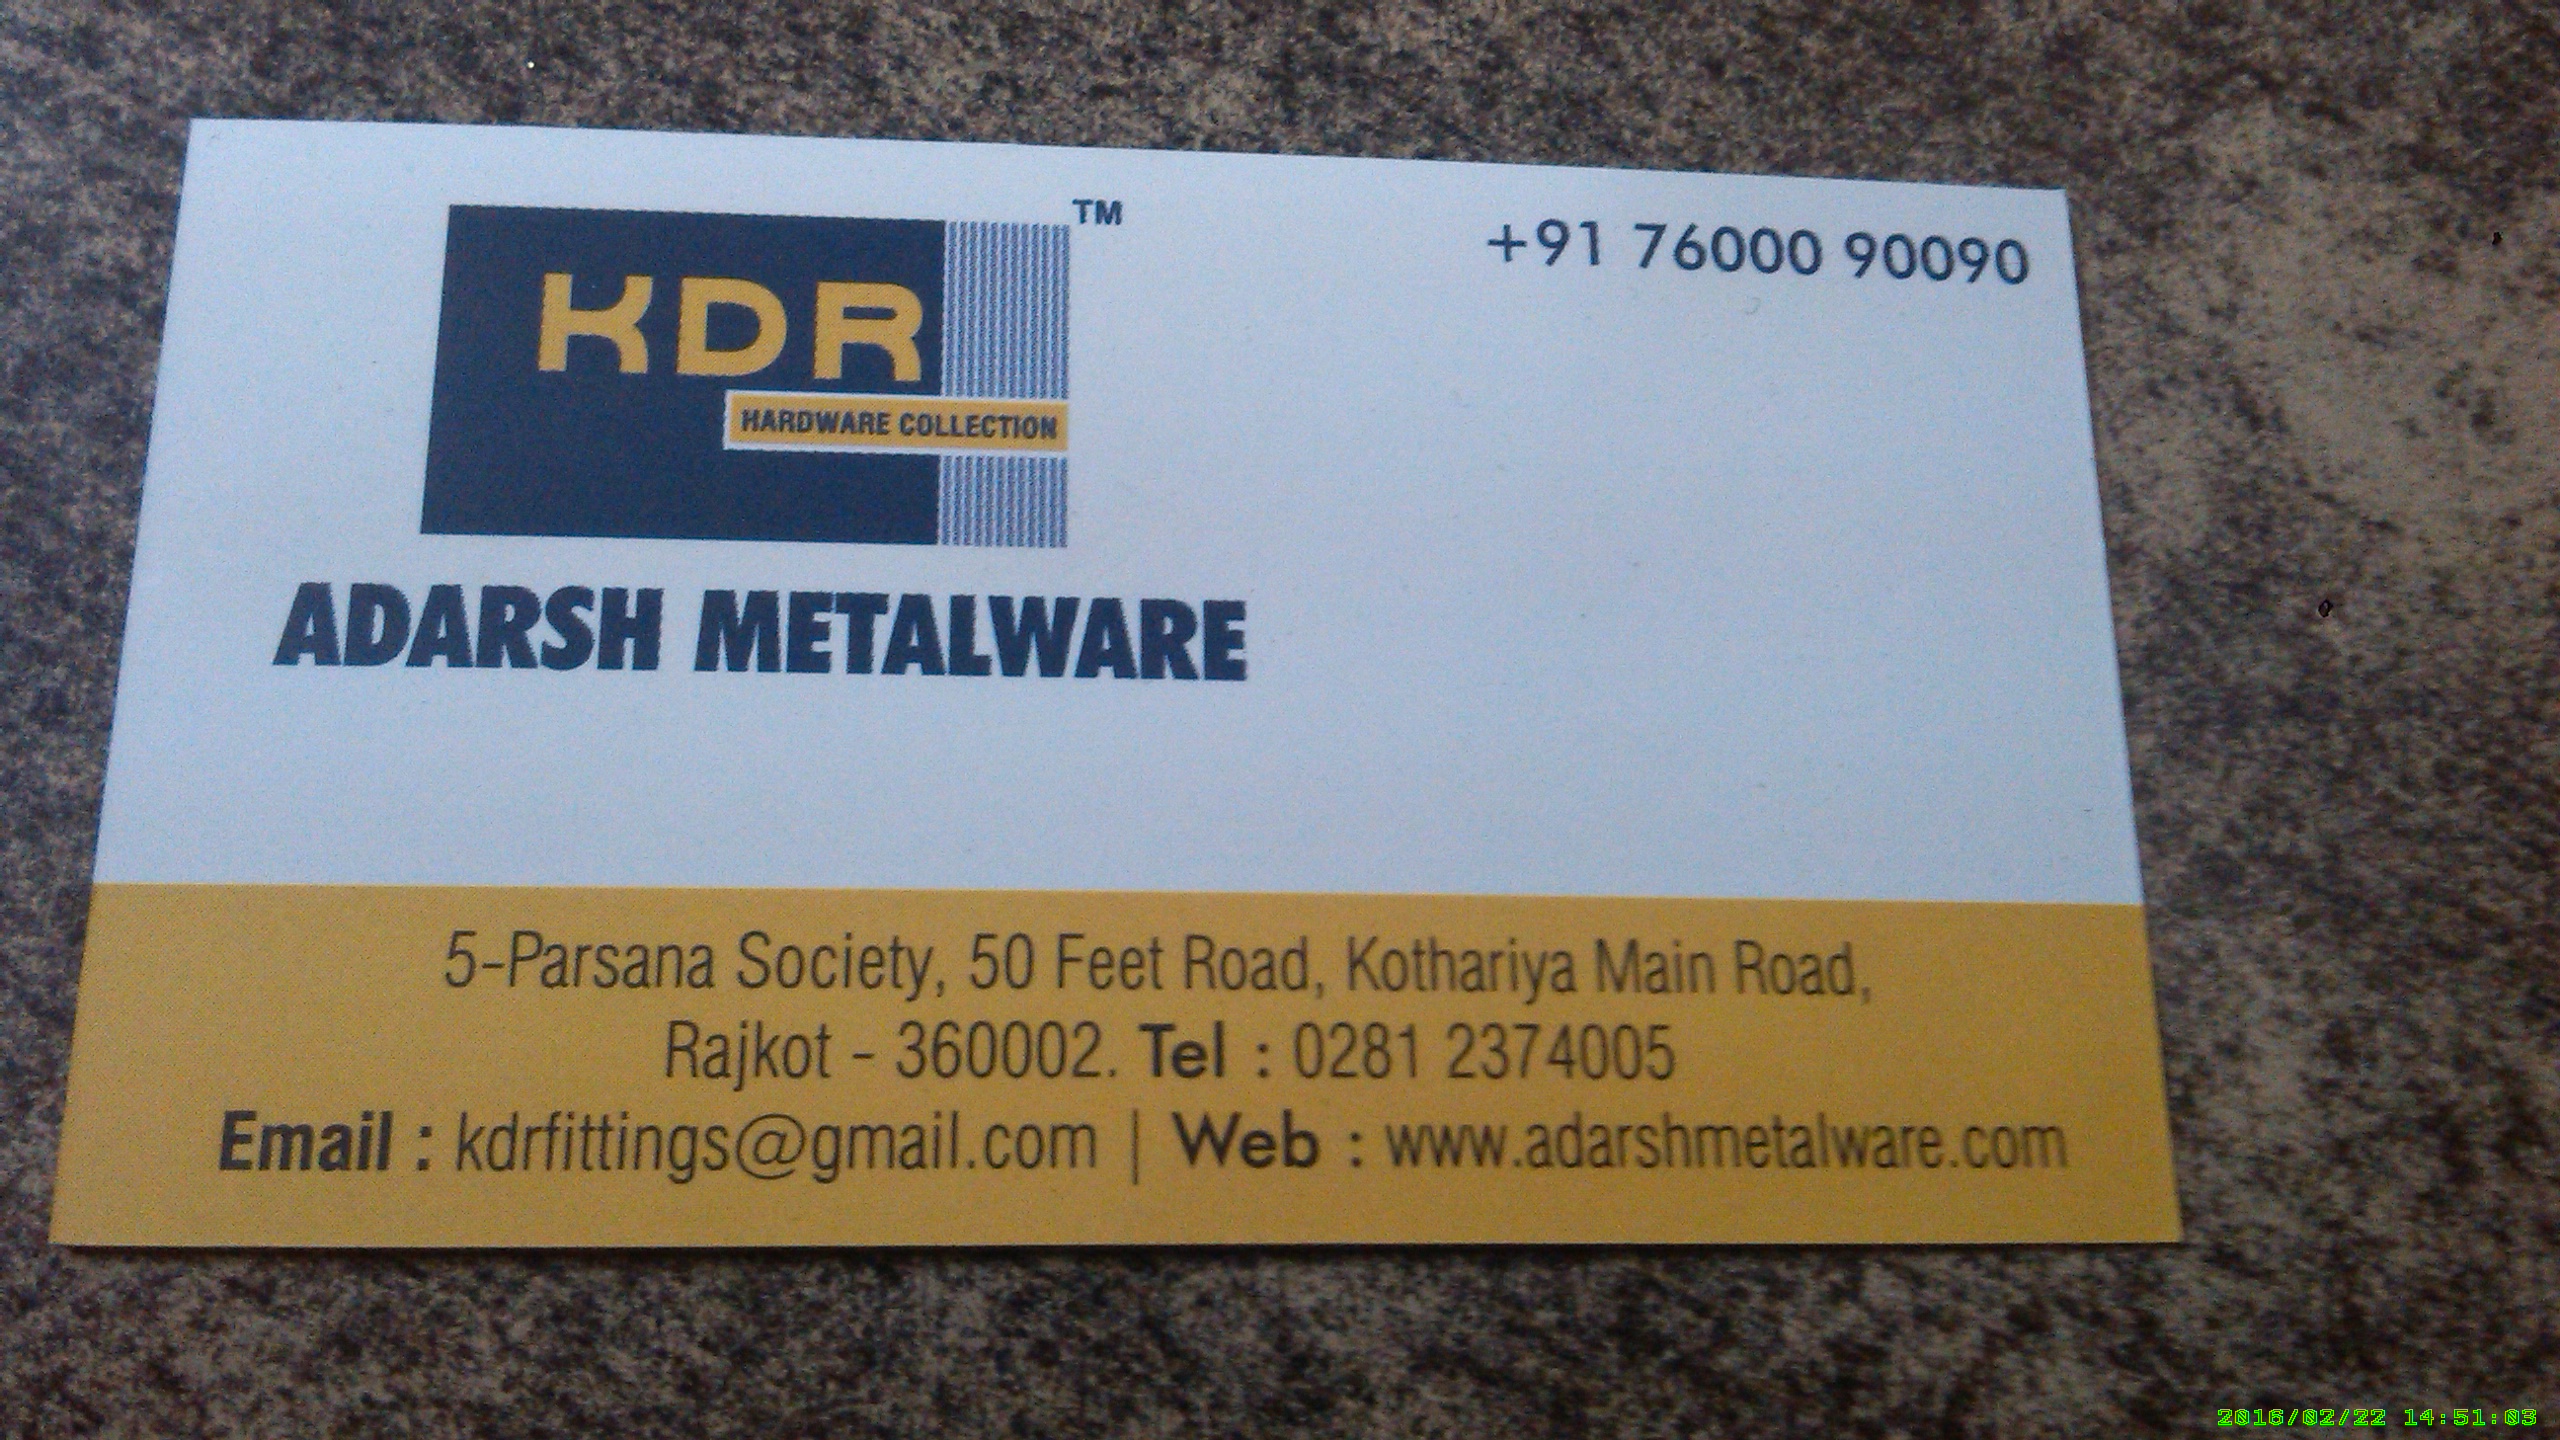 KDR
TM
HARDWARE COLLECTION
+91 76000 90090
ADARSH METALWARE
5-Parsana Society, 50 Feet Road, Kothariya Main Road,
Rajkot - 360002. Tel : 0281 2374005
Email : kdrfittings@gmail.com | Web : www.adarshmetalware.com
2016/02/22 14:51:03